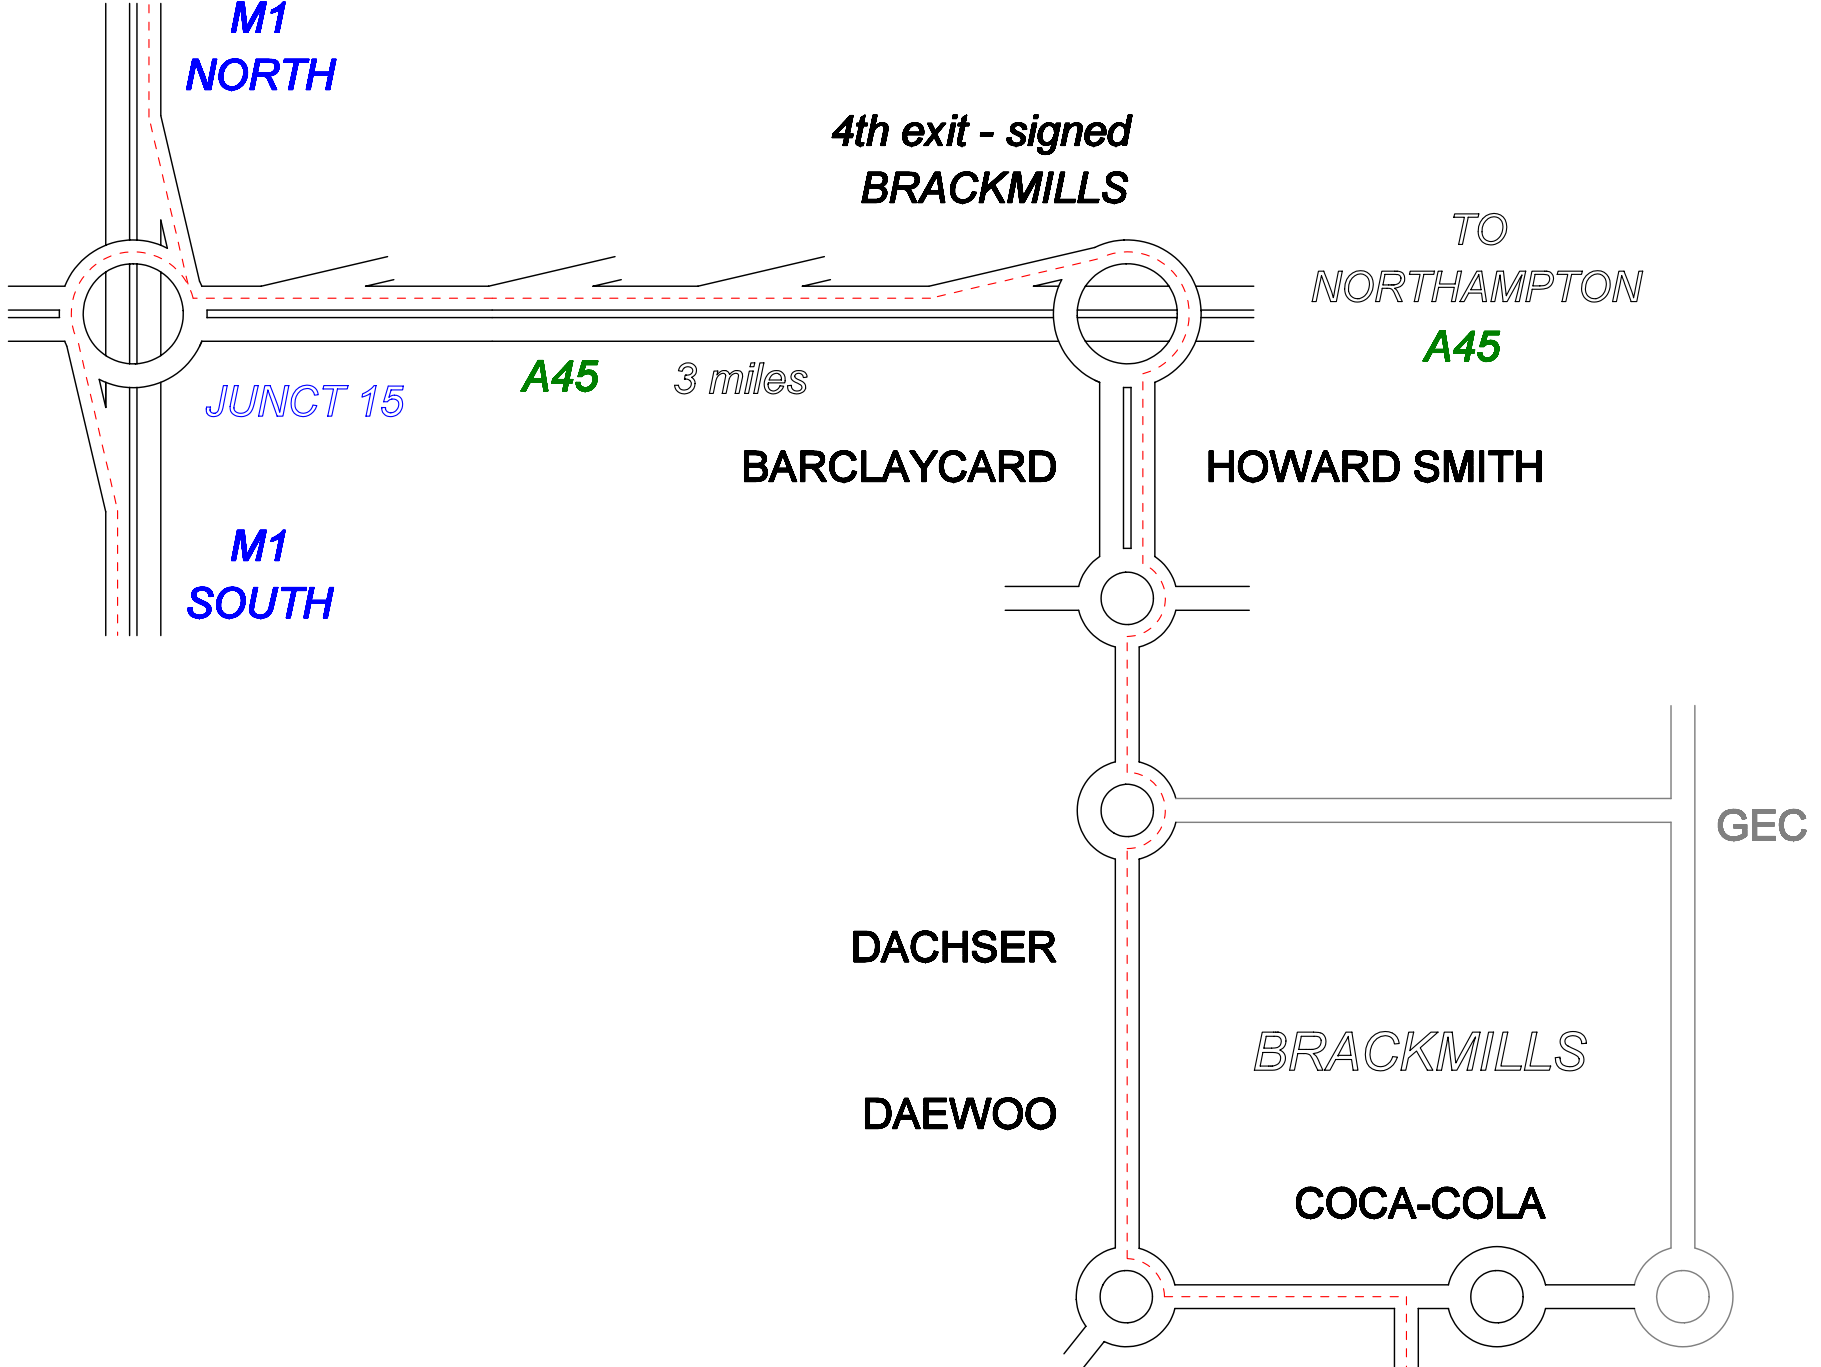 M1
NORTH
4th exit - signed
BRACKMILLS
TO
NORTHAMPTON
A45
A45
3 miles
JUNCT 15
BARCLAYCARD
HOWARD SMITH
M1
SOUTH
GEC
DACHSER
BRACKMILLS
DAEWOO
COCA-COLA